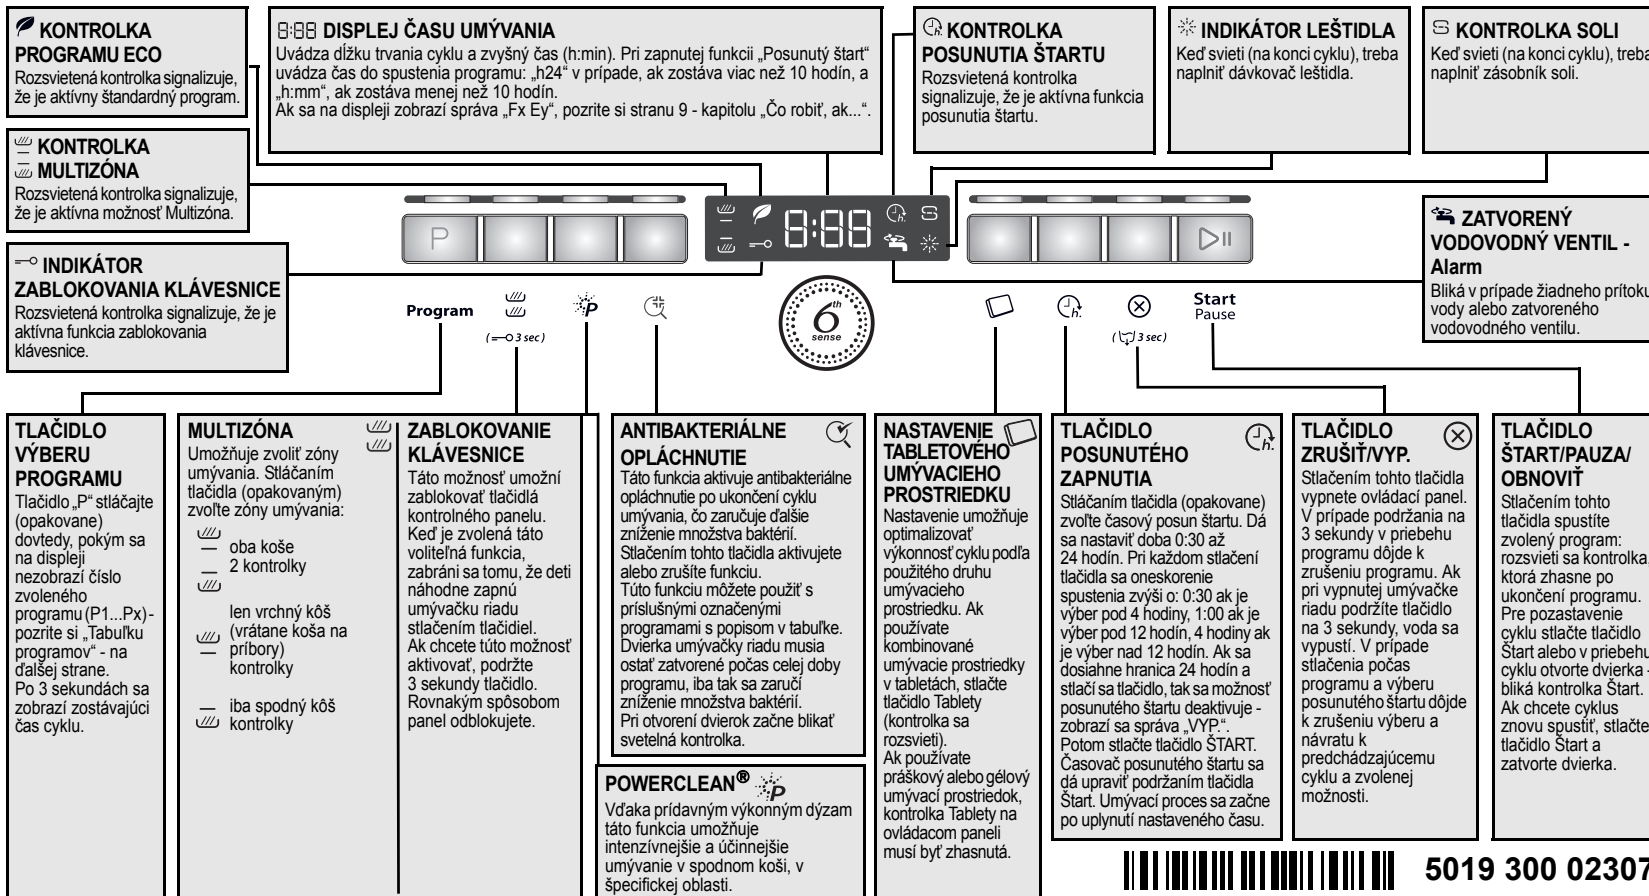 KONTROLKA
PROGRAMU ECO
Rozsvietená kontrolka signalizuje,
že je aktívny štandardný program.
8:88 DISPLEJ ČASU UMÝVANIA
Uvádza dĺžku trvania cyklu a zvyšný čas (h:min). Pri zapnutej funkcii „Posunutý štart“
uvádza čas do spustenia programu: „h24“ v prípade, ak zostáva viac než 10 hodín, a
„h:mm“, ak zostáva menej než 10 hodín.
Ak sa na displeji zobrazí správa „Fx Ey“, pozrite si stranu 9 - kapitolu „Čo robiť, ak...“.
h. KONTROLKA
POSUNUTIA ŠTARTU
Rozsvietená kontrolka
signalizuje, že je aktívna funkcia
posunutia štartu.
INDIKÁTOR LEŠTIDLA
Keď svieti (na konci cyklu), treba
naplniť dávkovač leštidla.
KONTROLKA SOLI
Keď svieti (na konci cyklu), treba
naplniť zásobník soli.
KONTROLKA
MULTIZÓNA
Rozsvietená kontrolka signalizuje,
že je aktívna možnosť Multizóna.
INDIKÁTOR
ZABLOKOVANIA KLÁVESNICE
Rozsvietená kontrolka signalizuje, že je
aktívna funkcia zablokovania
klávesnice.
P
8:88
h.
ZATVORENÝ
VODOVODNÝ VENTIL -
Alarm
Bliká v prípade žiadneho prítoku
vody alebo zatvoreného
vodovodného ventilu.
Program
( 3 sec)
P
6th
sense
h.
( 3 sec)
Start
Pause
TLAČIDLO
VÝBERU
PROGRAMU
Tlačidlo „P“ stláčajte
(opakovane)
dovtedy, pokým sa
na displeji
nezobrazí číslo
zvoleného
programu (P1...Px) -
pozrite si „Tabuľku
programov“ - na
ďalšej strane.
Po 3 sekundách sa
zobrazí zostávajúci
čas cyklu.
MULTIZÓNA
Umožňuje zvoliť zóny
umývania. Stláčaním
tlačidla (opakovaným)
zvoľte zóny umývania:
oba koše
2 kontrolky
len vrchný kôš
(vrátane koša na
príbory)
kontrolky
iba spodný kôš
kontrolky
ZABLOKOVANIE
KLÁVESNICE
Táto možnosť umožní
zablokovať tlačidlá
kontrolného panelu.
Keď je zvolená táto
voliteľná funkcia,
zabráni sa tomu, že deti
náhodne zapnú
umývačku riadu
stlačením tlačidiel.
Ak chcete túto možnosť
aktivovať, podržte
3 sekundy tlačidlo.
Rovnakým spôsobom
panel odblokujete.
ANTIBAKTERIÁLNE
OPLÁCHNUTIE
Táto funkcia aktivuje antibakteriálne
opláchnutie po ukončení cyklu
umývania, čo zaručuje ďalšie
zníženie množstva baktérií.
Stlačením tohto tlačidla aktivujete
alebo zrušíte funkciu.
Túto funkciu môžete použiť s
príslušnými označenými
programami s popisom v tabuľke.
Dvierka umývačky riadu musia
ostať zatvorené počas celej doby
programu, iba tak sa zaručí
zníženie množstva baktérií.
Pri otvorení dvierok začne blikať
svetelná kontrolka.
POWERCLEAN® P
Vďaka prídavným výkonným dýzam
táto funkcia umožňuje
intenzívnejšie a účinnejšie
umývanie v spodnom koši, v
špecifickej oblasti.
NASTAVENIE
TABLETOVÉHO
UMÝVACIEHO
PROSTRIEDKU
Nastavenie umožňuje
optimalizovať
výkonnosť cyklu podľa
použitého druhu
umývacieho
prostriedku. Ak
používate
kombinované
umývacie prostriedky
v tabletách, stlačte
tlačidlo Tablety
(kontrolka sa
rozsvieti).
Ak používate
práškový alebo gélový
umývací prostriedok,
kontrolka Tablety na
ovládacom paneli
musí byť zhasnutá.
TLAČIDLO
POSUNUTÉHO
ZAPNUTIA
h.
Stláčaním tlačidla (opakovane)
zvoľte časový posun štartu. Dá
sa nastaviť doba 0:30 až
24 hodín. Pri každom stlačení
tlačidla sa oneskorenie
spustenia zvýši o: 0:30 ak je
výber pod 4 hodiny, 1:00 ak je
výber pod 12 hodín, 4 hodiny ak
je výber nad 12 hodín. Ak sa
dosiahne hranica 24 hodín a
stlačí sa tlačidlo, tak sa možnosť
posunutého štartu deaktivuje -
zobrazí sa správa „VYP.“.
Potom stlačte tlačidlo ŠTART.
Časovač posunutého štartu sa
dá upraviť podržaním tlačidla
Štart. Umývací proces sa začne
po uplynutí nastaveného času.
TLAČIDLO
ZRUŠIŤ/VYP.
Stlačením tohto tlačidla
vypnete ovládací panel.
V prípade podržania na
3 sekundy v priebehu
programu dôjde k
zrušeniu programu. Ak
pri vypnutej umývačke
riadu podržíte tlačidlo
na 3 sekundy, voda sa
vypustí. V prípade
stlačenia počas
programu a výberu
posunutého štartu dôjde
k zrušeniu výberu a
návratu k
predchádzajúcemu
cyklu a zvolenej
možnosti.
TLAČIDLO
ŠTART/PAUZA/
OBNOVIŤ
Stlačením tohto
tlačidla spustíte
zvolený program:
rozsvieti sa kontrolka,
ktorá zhasne po
ukončení programu.
Pre pozastavenie
cyklu stlačte tlačidlo
Štart alebo v priebehu
cyklu otvorte dvierka -
bliká kontrolka Štart.
Ak chcete cyklus
znovu spustiť, stlačte
tlačidlo Štart a
zatvorte dvierka.
5019 300 02307